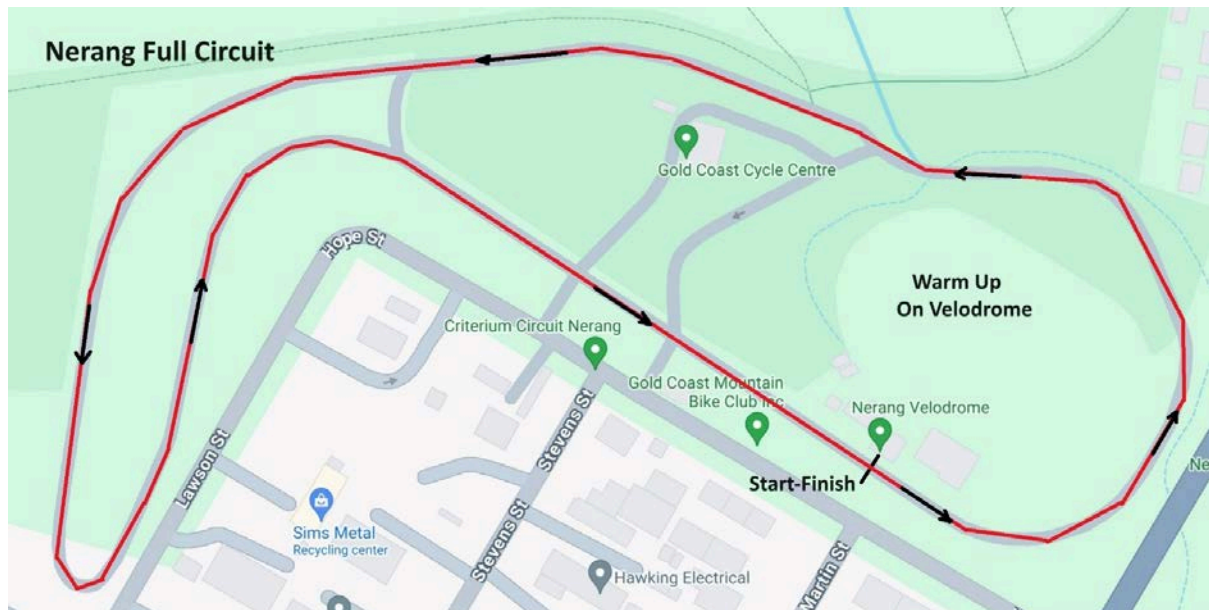 Nerang Full Circuit
Gold Coast Cycle Centre
Warm Up
On Velodrome
Hope St
Criterium Circuit Nerang
Gold Coast Mountain
Bike Club Inc
Nerang Velodrome
Stevens St
Lawson St
Start-Finish
Sims Metal
Recycling center
Stevens St
Hawking Electrical
Martin St
Ne